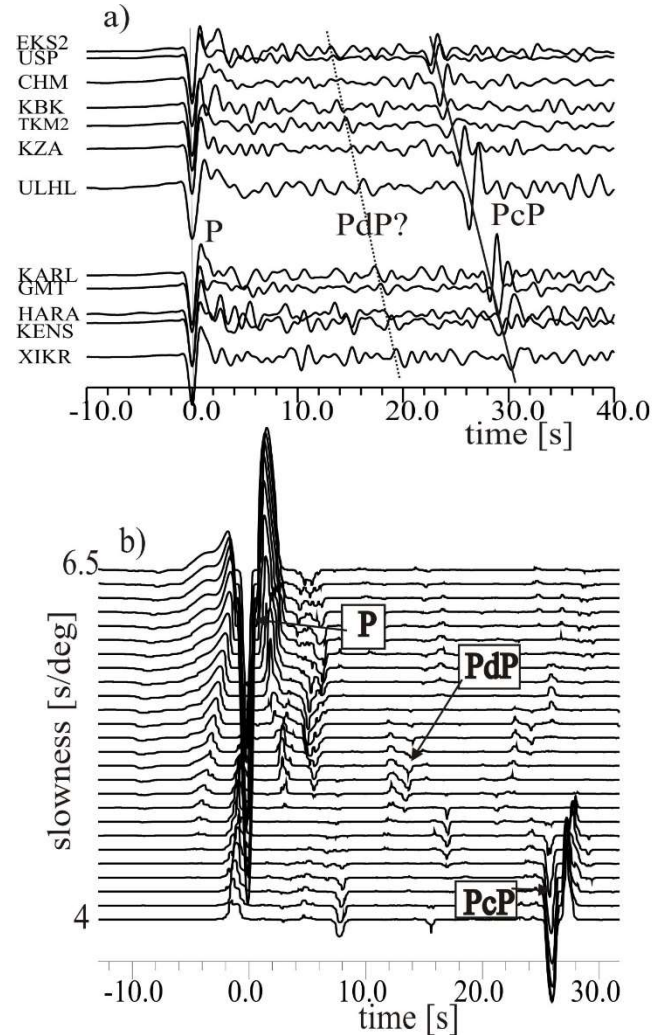 a)
EKS2
USP
CHM
KBK
TKM2
KZA
ULHL
P
PdP?
PcP
KARL
GMT
HARA
KENS
XIKR
-10.0 0.0 10.0 20.0 30.0 40.0
time [s]
b)
6.5
P
PdP
slowness [s/deg]
PcP
4
-10.0 0.0 10.0 20.0 30.0
time [s]